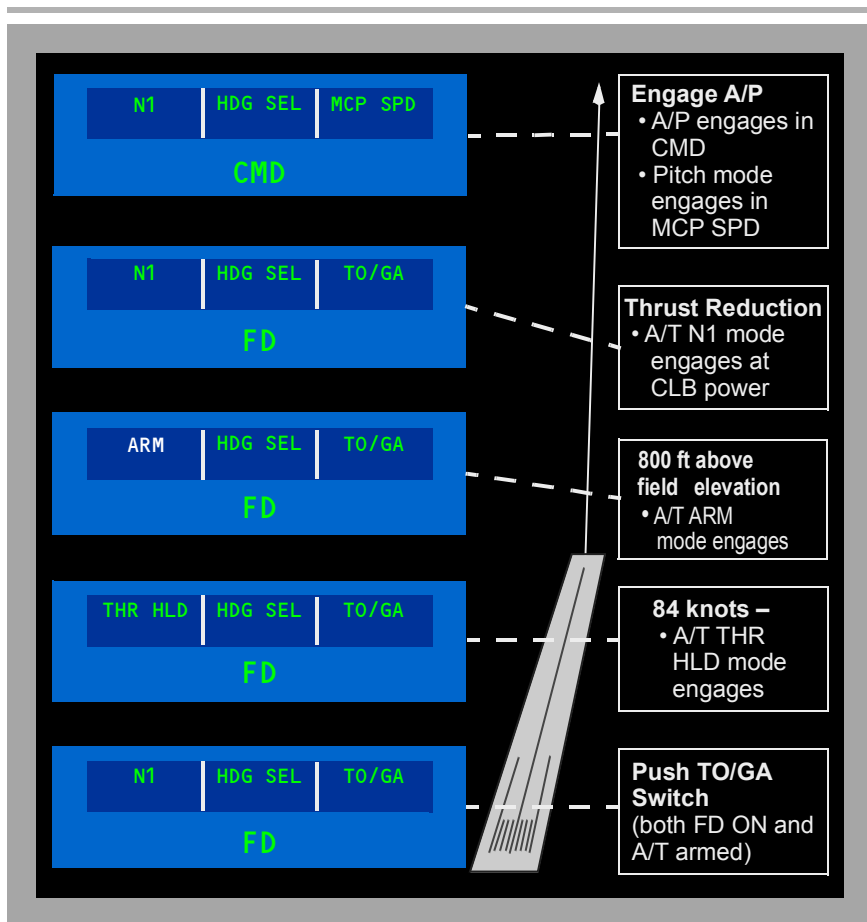 N1 HDG SEL MCP SPD
CMD
Engage A/P
• A/P engages in
CMD
• Pitch mode
engages in
MCP SPD
N1 HDG SEL TO/GA
FD
Thrust Reduction
• A/T N1 mode
engages at
CLB power
ARM HDG SEL TO/GA
FD
800 ft above
field elevation
• A/T ARM
mode engages
THR HLD HDG SEL TO/GA
FD
84 knots –
• A/T THR
HLD mode
engages
N1 HDG SEL TO/GA
FD
Push TO/GA
Switch
(both FD ON and
A/T armed)